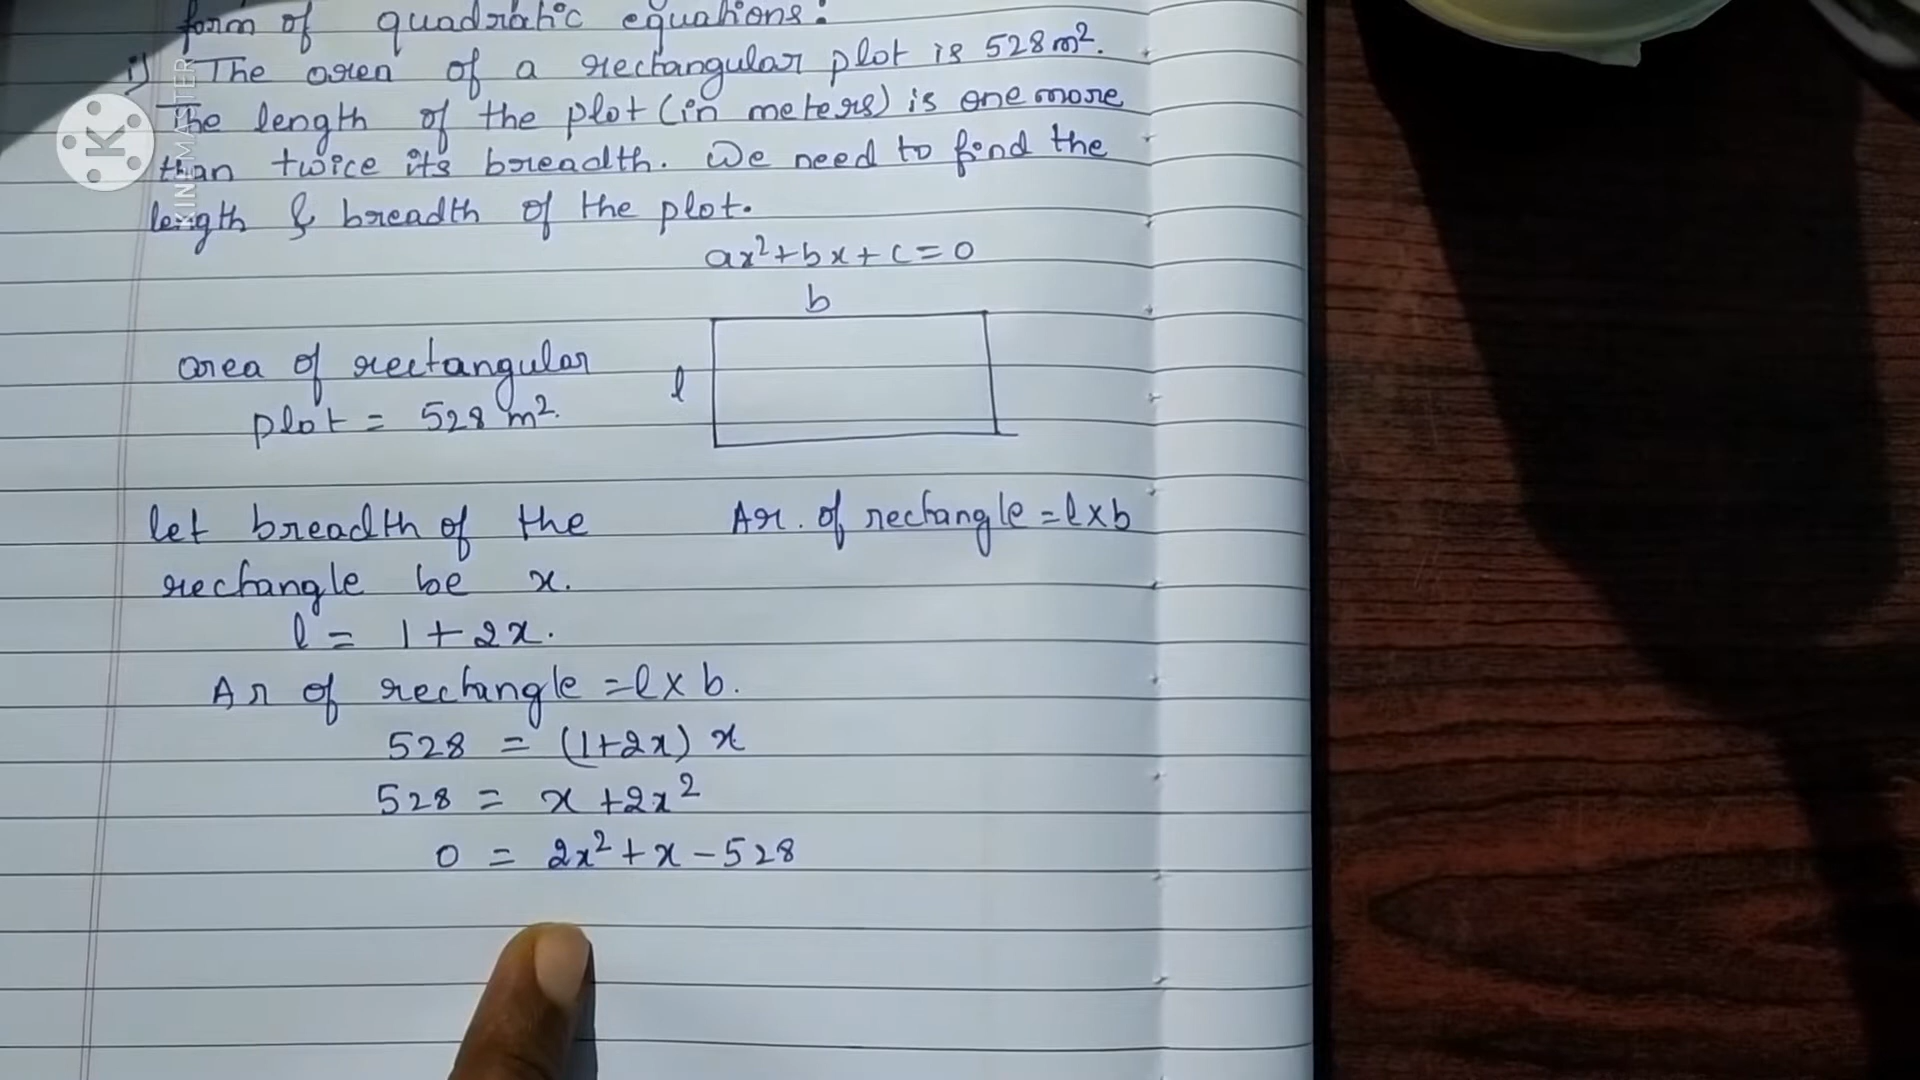 form of quadratic equations:
i) The area of a rectangular plot is 528m².
The length of the plot (in meters) is one more
than twice its breadth. We need to find the
length & breadth of the plot.
ax²+bx+c=0
b
area of rectangular
plot = 528 m².
l
let breadth of the
rectangle be x.
Ar. of rectangle = l×b
l = 1+2x.
Ar of rectangle = l×b.
528 = (1+2x) x
528 = x+2x²
0 = 2x²+x-528
K
KINEMASTER